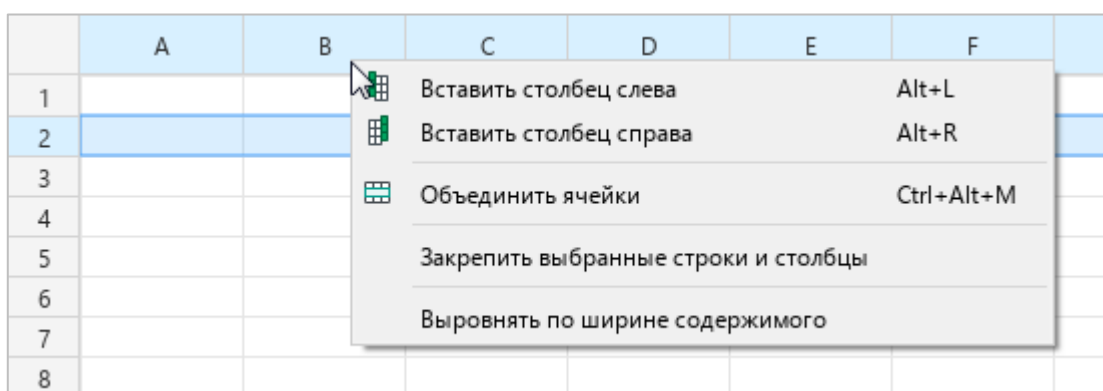 A B C D E F
1 Вставить столбец слева Alt+L
2 Вставить столбец справа Alt+R
3 Объединить ячейки Ctrl+Alt+M
4
5 Закрепить выбранные строки и столбцы
6
7 Выровнять по ширине содержимого
8